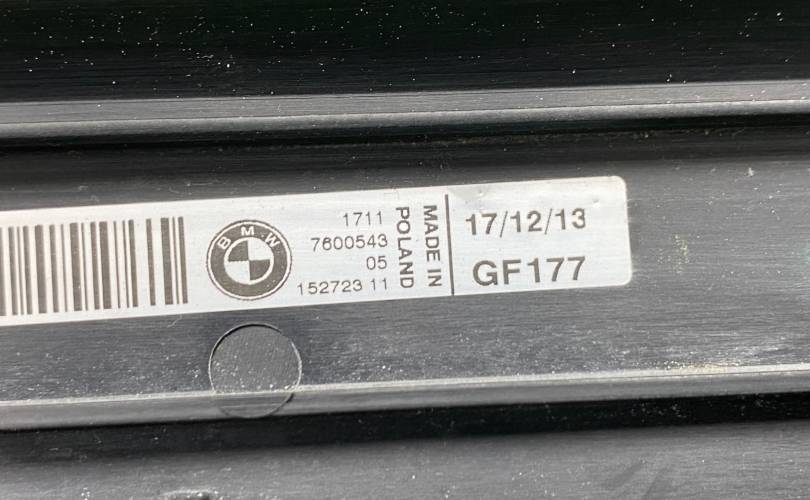 BMW
1711
7600543
05
152723 11
MADE IN
POLAND
17/12/13
GF177